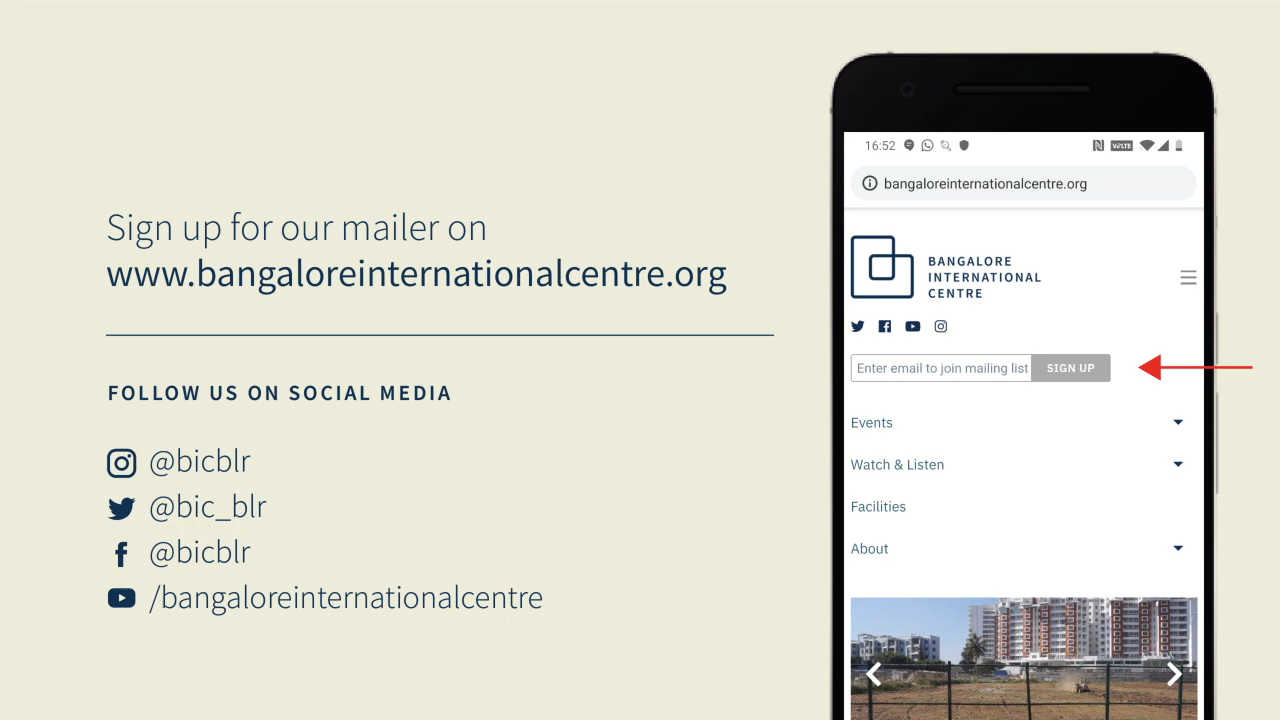 Sign up for our mailer on
www.bangaloreinternationalcentre.org
FOLLOW US ON SOCIAL MEDIA
@bicblr
@bic_blr
@bicblr
/bangaloreinternationalcentre
16:52
VoLTE
bangaloreinternationalcentre.org
BANGALORE
INTERNATIONAL
CENTRE
Enter email to join mailing list
SIGN UP
Events
Watch & Listen
Facilities
About